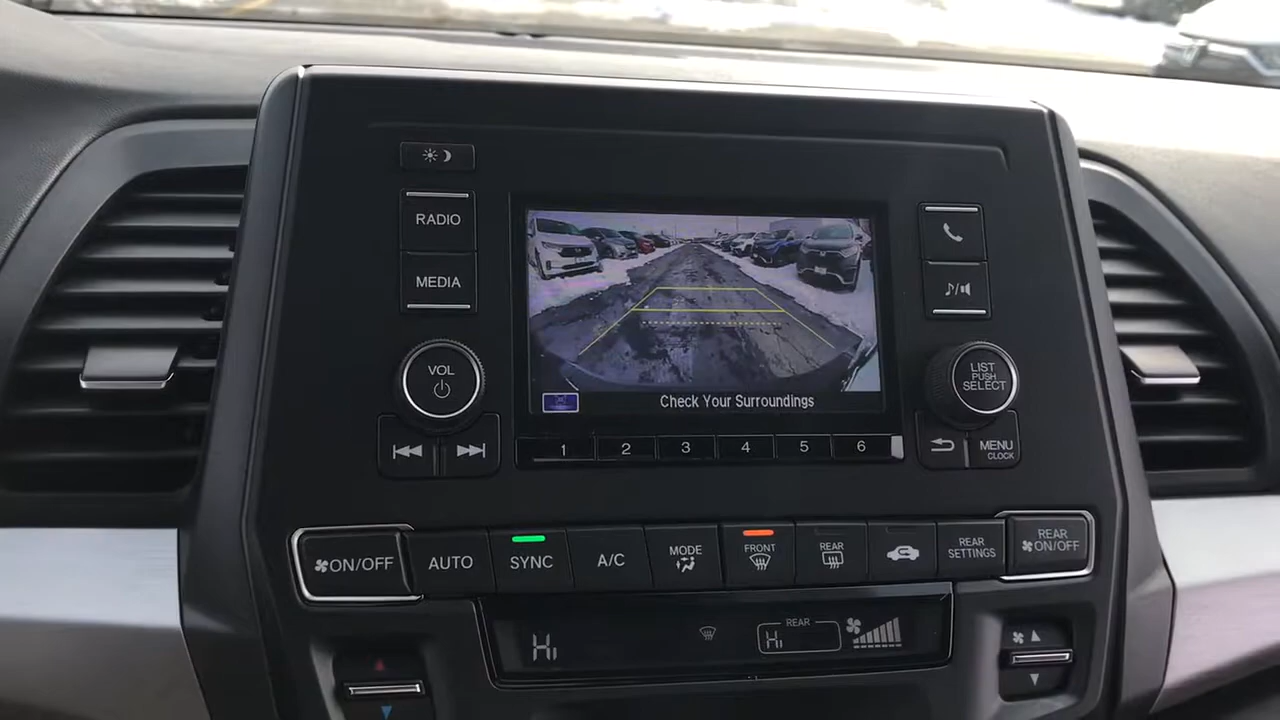 RADIO
MEDIA
VOL
LIST
PUSH
SELECT
MENU
CLOCK
Check Your Surroundings
1 2 3 4 5 6
ON/OFF
AUTO
SYNC
A/C
MODE
FRONT
REAR
REAR
SETTINGS
REAR
ON/OFF
Hi
REAR
Hi